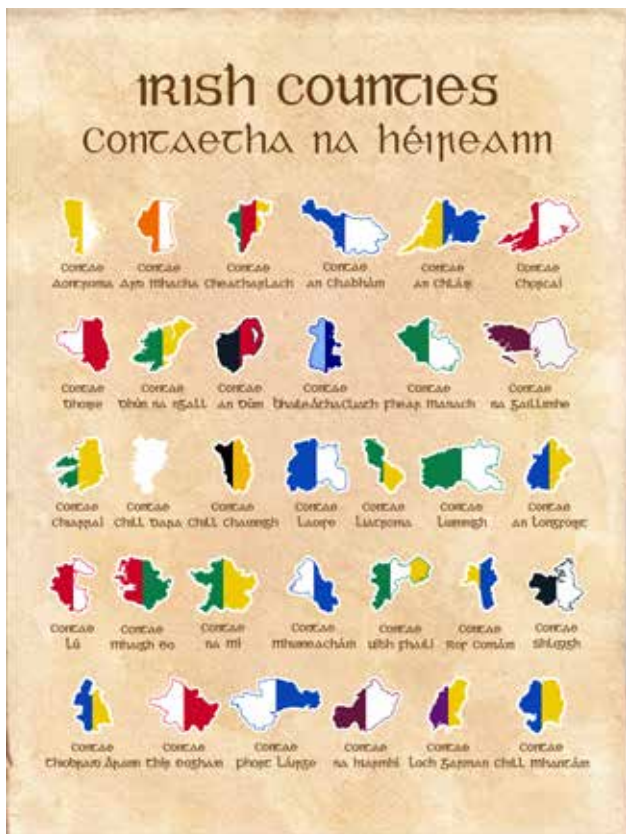 Irish Counties
Contaetha na hÉireann
Contae Contae Contae Contae Contae Contae
Aontroma Ard Mhacha Cheatharlach an Chabháin an Chláir Chorcaí
Contae Contae Contae Contae Contae Contae
Dhoire Dhún na nGall an Dúin Bhaile Átha Cliath Fhear Manach na Gaillimhe
Contae Contae Contae Contae Contae Contae Contae
Chiarraí Chill Dara Chill Chainnigh Laoise Liatroma Luimnigh an Longfoirt
Contae Contae Contae Contae Contae Contae Contae
Lú Mhaigh Eo na Mí Mhuineacháin Uíbh Fhailí Ros Comáin Shligigh
Contae Contae Contae Contae Contae Contae
Thiobraid Árann Thír Eoghain Phort Láirge na hIarmhí Loch Garman Chill Mhantáin